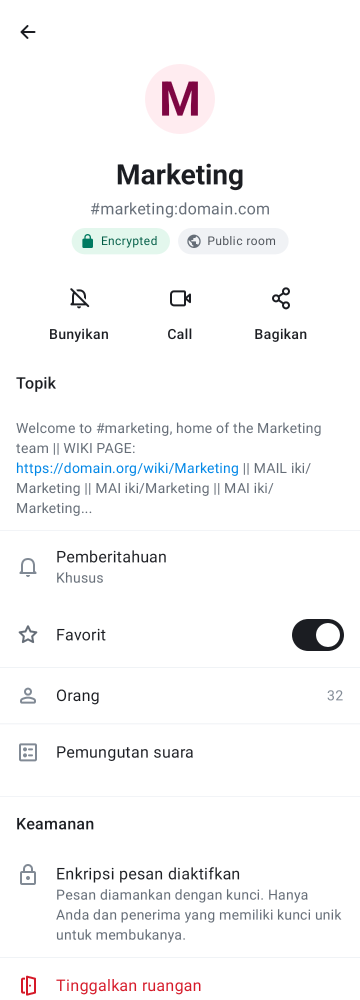 M
Marketing
#marketing:domain.com
Encrypted
Public room
Bunyikan
Call
Bagikan
Topik
Welcome to #marketing, home of the Marketing
team || WIKI PAGE:
https://domain.org/wiki/Marketing || MAIL iki/
Marketing || MAI iki/Marketing || MAI iki/
Marketing...
Pemberitahuan
Khusus
Favorit
Orang
32
Pemungutan suara
Keamanan
Enkripsi pesan diaktifkan
Pesan diamankan dengan kunci. Hanya
Anda dan penerima yang memiliki kunci unik
untuk membukanya.
Tinggalkan ruangan